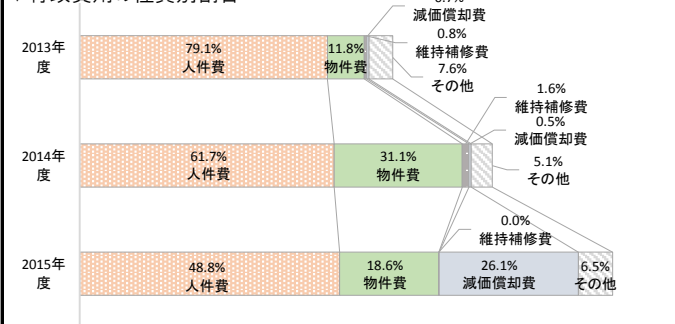 減価償却費
0.8%
維持補修費
7.6%
その他
2013年
度
79.1%
人件費
11.8%
物件費
1.6%
維持補修費
0.5%
減価償却費
5.1%
その他
2014年
度
61.7%
人件費
31.1%
物件費
0.0%
維持補修費
2015年
度
48.8%
人件費
18.6%
物件費
26.1%
減価償却費
6.5%
その他